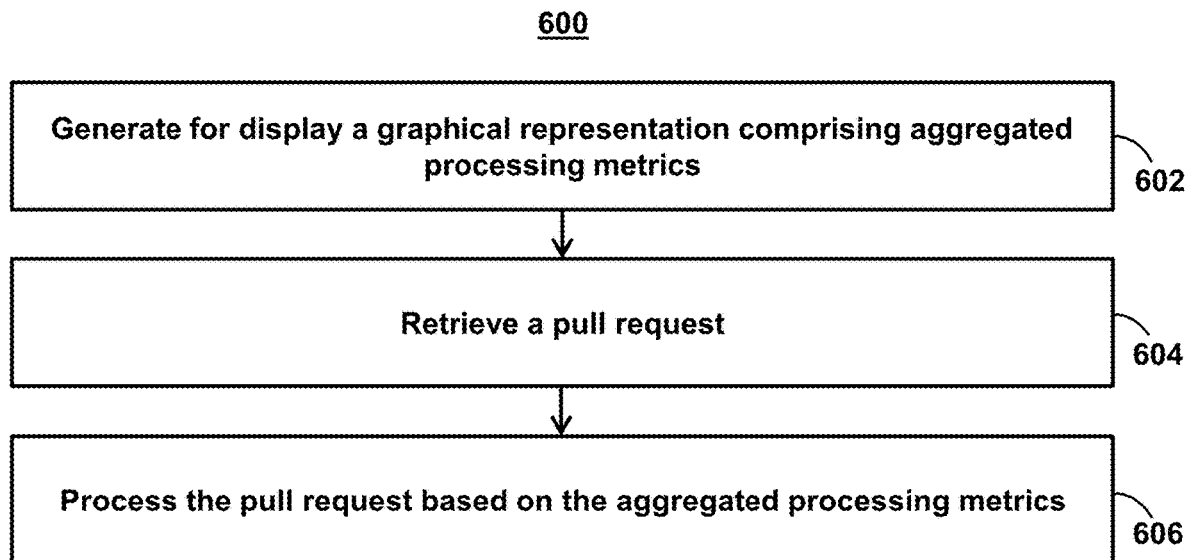 600
Generate for display a graphical representation comprising aggregated
processing metrics
602
Retrieve a pull request
604
Process the pull request based on the aggregated processing metrics
606